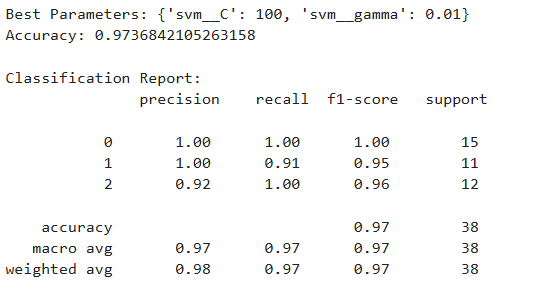 Best Parameters: {'svm__C': 100, 'svm__gamma': 0.01}
Accuracy: 0.9736842105263158
Classification Report:
precision recall f1-score support
0 1.00 1.00 1.00 15
1 1.00 0.91 0.95 11
2 0.92 1.00 0.96 12
accuracy 0.97 38
macro avg 0.97 0.97 0.97 38
weighted avg 0.98 0.97 0.97 38